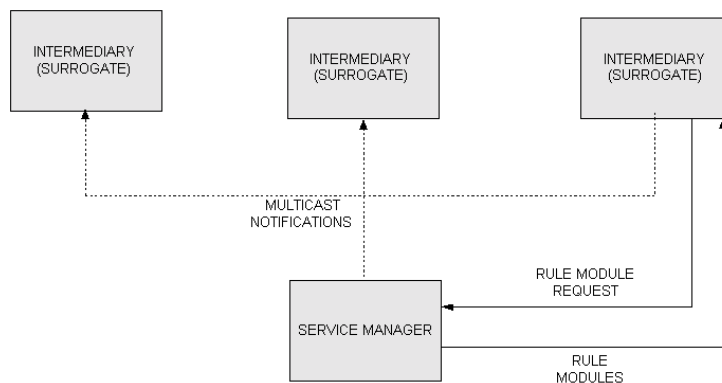 INTERMEDIARY
(SURROGATE)
INTERMEDIARY
(SURROGATE)
INTERMEDIARY
(SURROGATE)
MULTICAST
NOTIFICATIONS
RULE MODULE
REQUEST
SERVICE MANAGER
RULE
MODULES